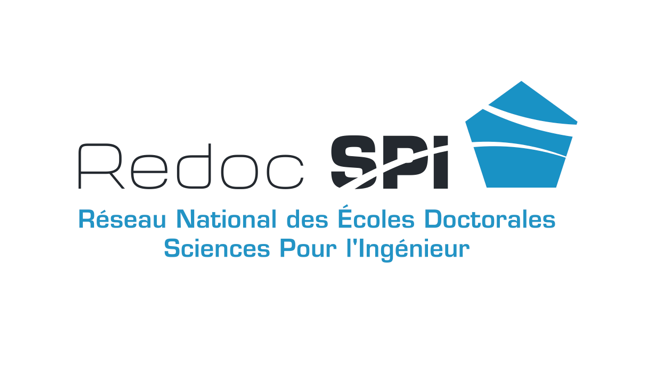 Redoc SPi
Réseau National des Écoles Doctorales
Sciences Pour l'Ingénieur